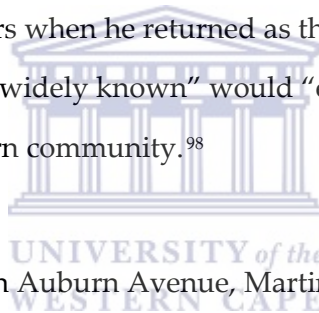 rs when he returned as th
widely known” would “
rn community.⁹⁸
UNIVERSITY of the
n Auburn Avenue, Martin
WESTERN CAPE